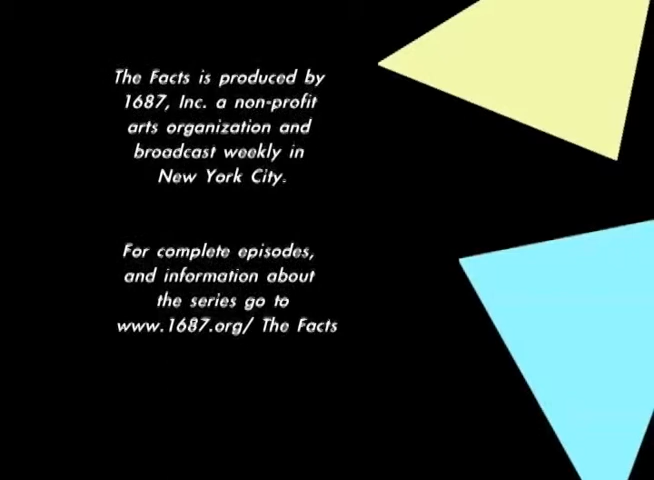 The Facts is produced by
1687, Inc. a non-profit
arts organization and
broadcast weekly in
New York City.
For complete episodes,
and information about
the series go to
www.1687.org/ The Facts